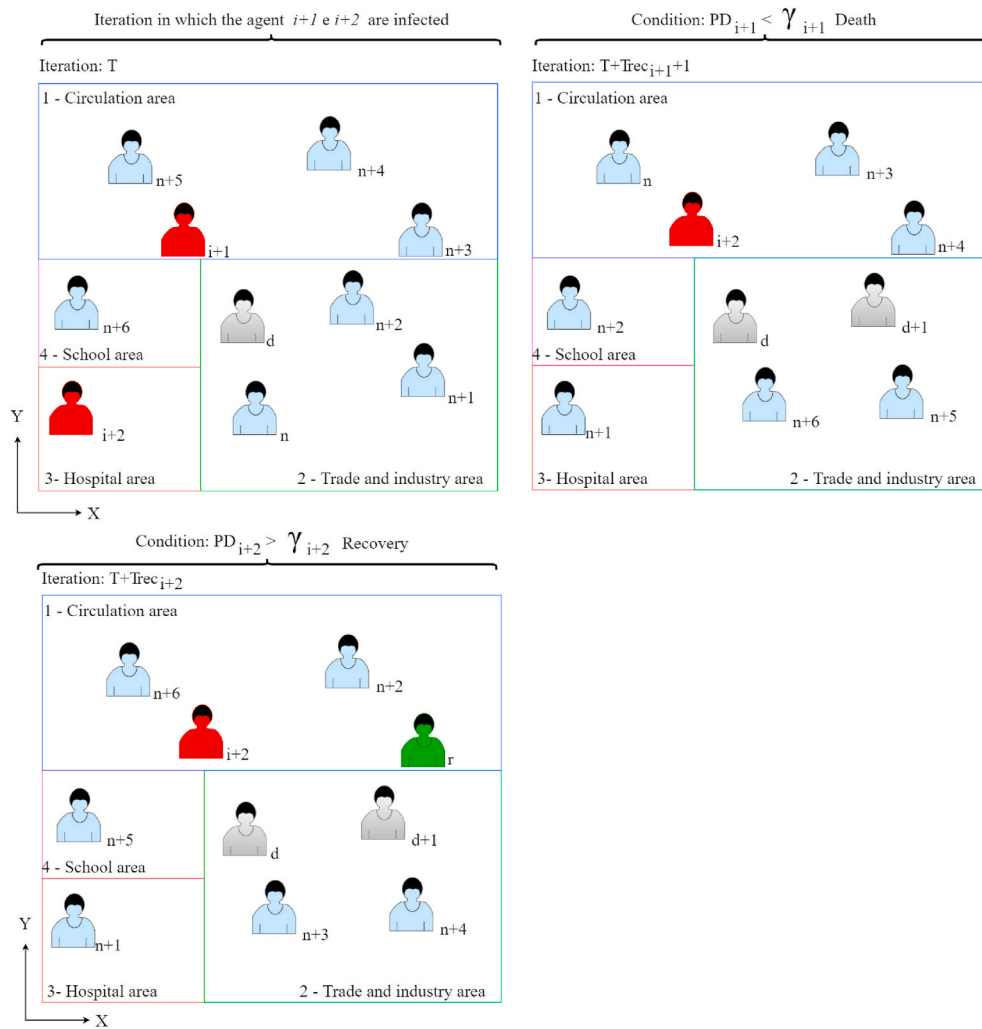 Iteration in which the agent i+1 e i+2 are infected
Iteration: T
1 - Circulation area
n+5
n+4
i+1
n+3
n+6
4 - School area
d
n+2
n+1
n
i+2
3- Hospital area
2 - Trade and industry area
Y
X
Condition: PD i+1 < γ i+1 Death
Iteration: T+Trec i+1 +1
1 - Circulation area
n
n+3
i+2
n+4
n+2
4 - School area
d
d+1
n+6
n+5
n+1
3- Hospital area
2 - Trade and industry area
Condition: PD i+2 > γ i+2 Recovery
Iteration: T+Trec i+2
1 - Circulation area
n+6
n+2
i+2
r
n+5
4 - School area
d
d+1
n+3
n+4
n+1
3- Hospital area
2 - Trade and industry area
Y
X